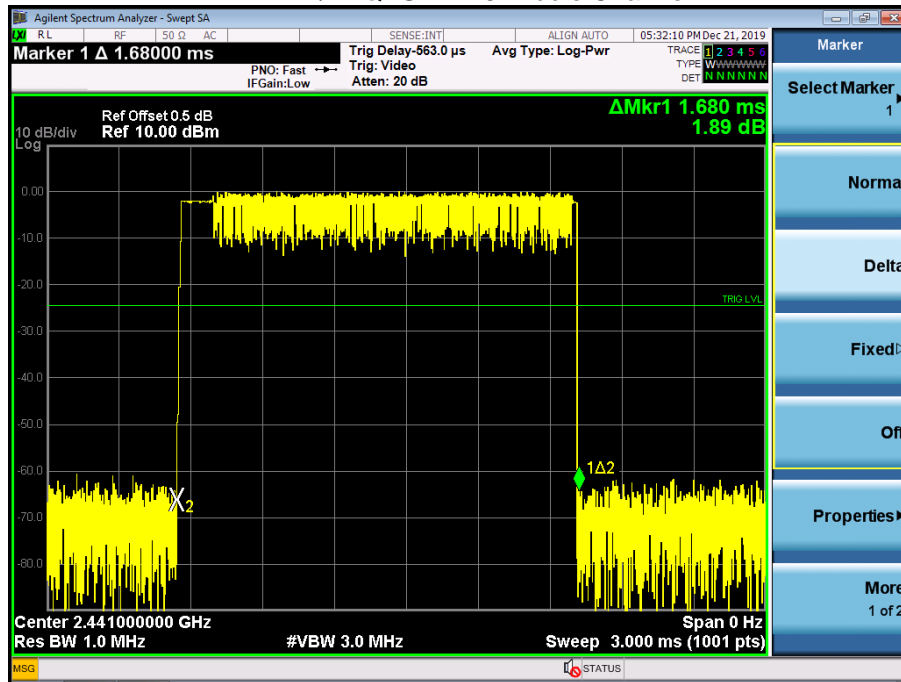 Agilent Spectrum Analyzer - Swept SA
LXI RL RF 50 Ω AC SENSE:INT ALIGN AUTO 05:32:10 PM Dec 21, 2019
Marker 1 Δ 1.68000 ms
PNO: Fast
IFGain:Low
Trig Delay-563.0 µs
Trig: Video
Atten: 20 dB
Avg Type: Log-Pwr
TRACE 1 2 3 4 5 6
TYPE WWWWWWW
DET N N N N N N
ΔMkr1 1.680 ms
1.89 dB
Ref Offset 0.5 dB
10 dB/div Ref 10.00 dBm
Log
0.00
-10.0
-20.0
TRIG LVL
-30.0
-40.0
-50.0
-60.0
1Δ2
X2
-70.0
-80.0
Center 2.441000000 GHz Span 0 Hz
Res BW 1.0 MHz #VBW 3.0 MHz Sweep 3.000 ms (1001 pts)
MSG STATUS
Marker
Select Marker
1
Norma
Delta
Fixed
Off
Properties
More
1 of 2